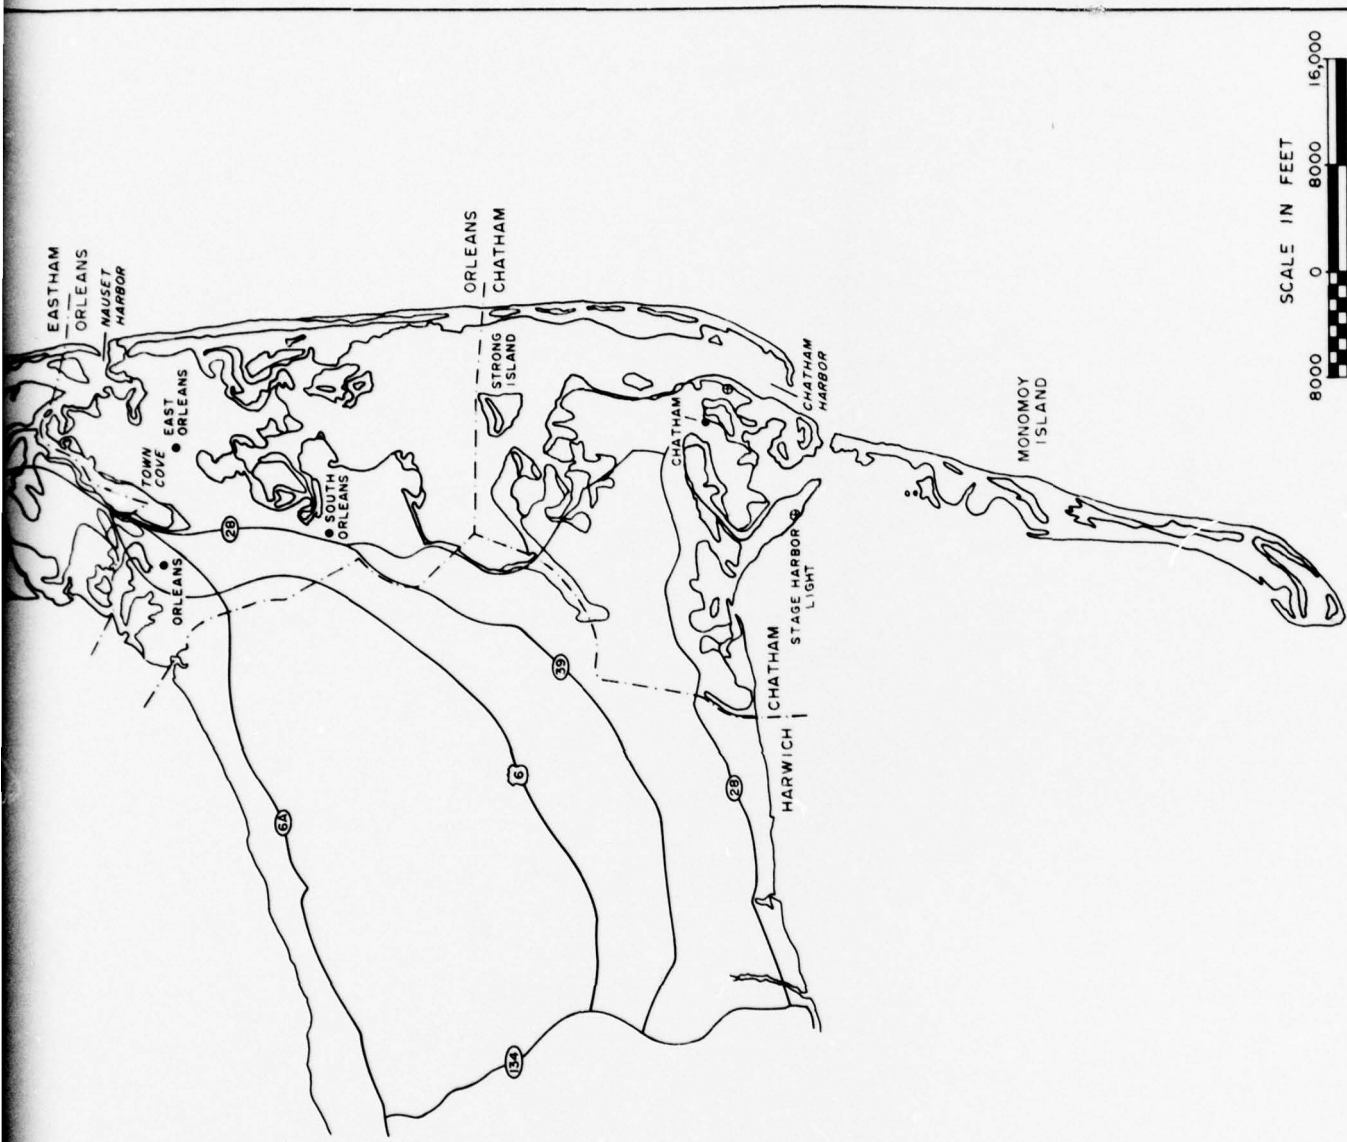 EASTHAM
ORLEANS
NAUSET
HARBOR
ORLEANS
CHATHAM
EAST
ORLEANS
TOWN
COVE
STRONG
ISLAND
SOUTH
ORLEANS
ORLEANS
28
CHATHAM
CHATHAM
HARBOR
MONOMOY
ISLAND
STAGE HARBOR
LIGHT
39
6
6A
28
134
HARWICH
CHATHAM
SCALE IN FEET
8000 0 8000 16,000